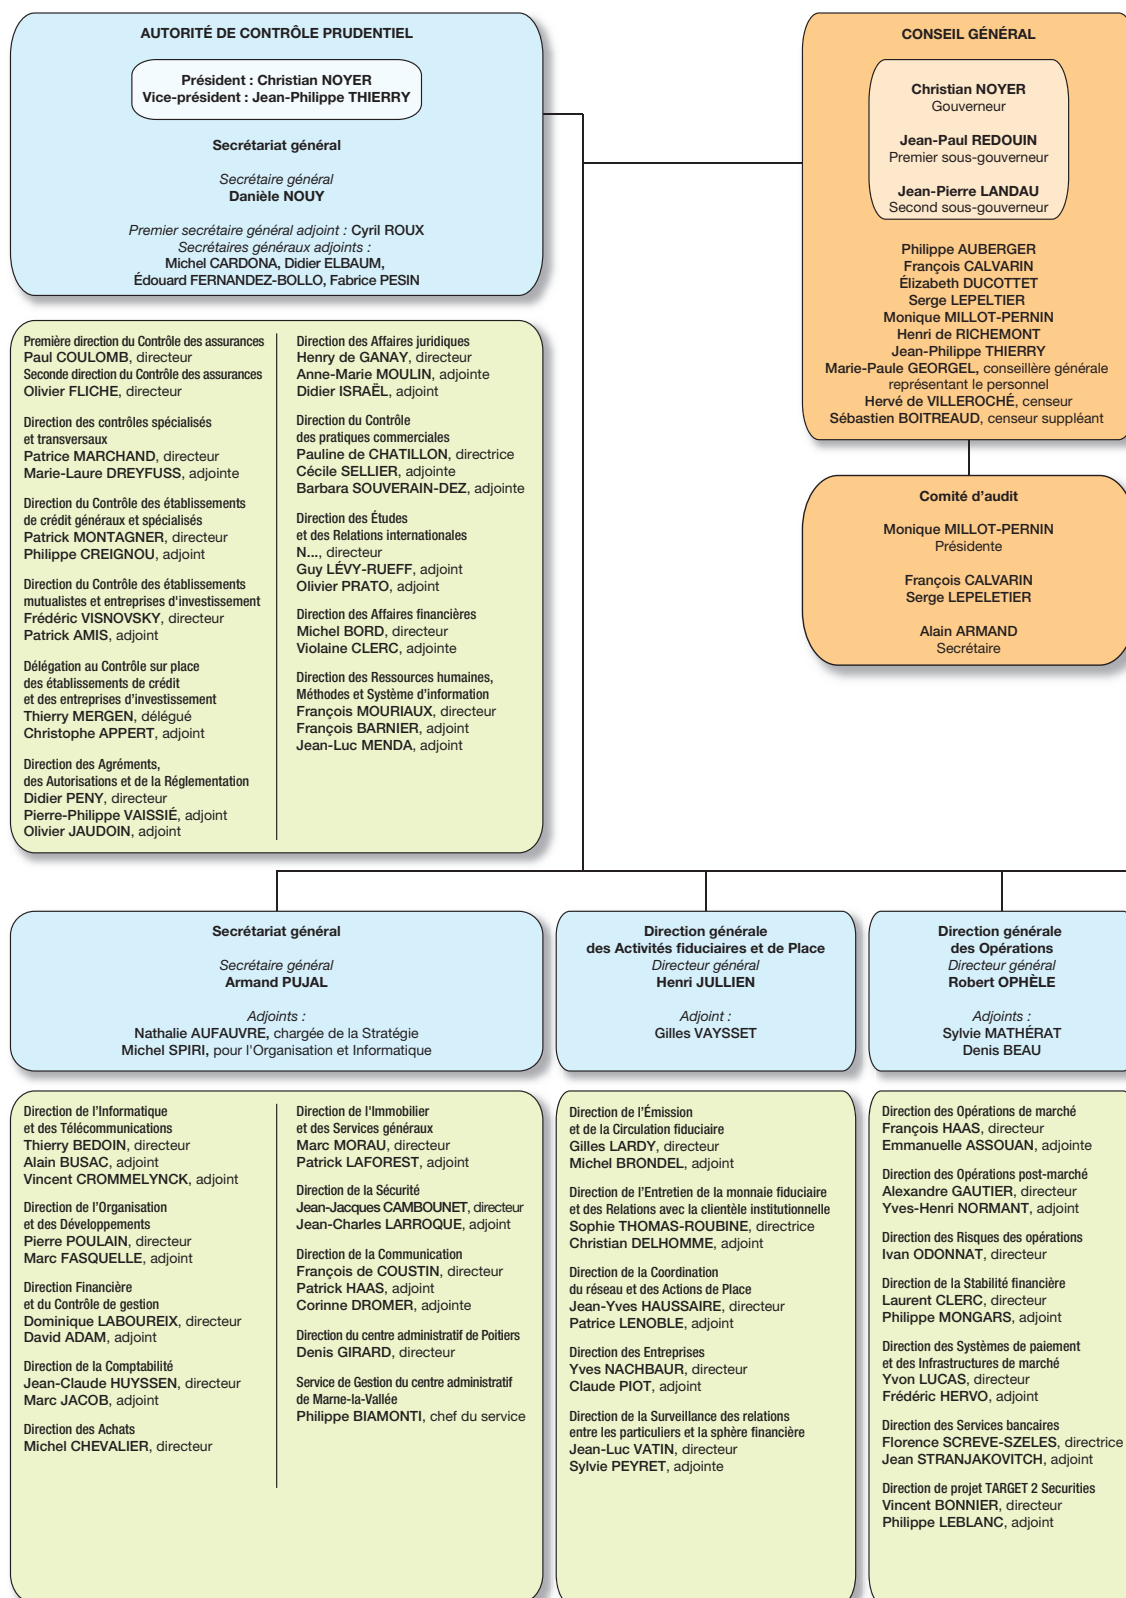 AUTORITÉ DE CONTRÔLE PRUDENTIEL
Président : Christian NOYER
Vice-président : Jean-Philippe THIERRY
Secrétariat général
Secrétaire général
Danièle NOUY
Premier secrétaire général adjoint : Cyril ROUX
Secrétaires généraux adjoints :
Michel CARDONA, Didier ELBAUM,
Édouard FERNANDEZ-BOLLO, Fabrice PESIN
CONSEIL GÉNÉRAL
Christian NOYER
Gouverneur
Jean-Paul REDOUIN
Premier sous-gouverneur
Jean-Pierre LANDAU
Second sous-gouverneur
Philippe AUBERGER
François CALVARIN
Élizabeth DUCOTTET
Serge LEPELTIER
Monique MILLOT-PERNIN
Henri de RICHEMONT
Jean-Philippe THIERRY
Marie-Paule GEORGEL, conseillère générale
représentant le personnel
Hervé de VILLEROCHÉ, censeur
Sébastien BOITREAUD, censeur suppléant
Première direction du Contrôle des assurances
Paul COULOMB, directeur
Seconde direction du Contrôle des assurances
Olivier FLICHE, directeur
Direction des contrôles spécialisés
et transversaux
Patrice MARCHAND, directeur
Marie-Laure DREYFUSS, adjointe
Direction du Contrôle des établissements
de crédit généraux et spécialisés
Patrick MONTAGNER, directeur
Philippe CREIGNOU, adjoint
Direction du Contrôle des établissements
mutualistes et entreprises d'investissement
Frédéric VISNOVSKY, directeur
Patrick AMIS, adjoint
Délégation au Contrôle sur place
des établissements de crédit
et des entreprises d'investissement
Thierry MERGEN, délégué
Christophe APPERT, adjoint
Direction des Agréments,
des Autorisations et de la Réglementation
Didier PENY, directeur
Pierre-Philippe VAISSIÉ, adjoint
Olivier JAUDOIN, adjoint
Direction des Affaires juridiques
Henry de GANAY, directeur
Anne-Marie MOULIN, adjointe
Didier ISRAËL, adjoint
Direction du Contrôle
des pratiques commerciales
Pauline de CHATILLON, directrice
Cécile SELLIER, adjointe
Barbara SOUVERAIN-DEZ, adjointe
Direction des Études
et des Relations internationales
N..., directeur
Guy LÉVY-RUEFF, adjoint
Olivier PRATO, adjoint
Direction des Affaires financières
Michel BORD, directeur
Violaine CLERC, adjointe
Direction des Ressources humaines,
Méthodes et Système d'information
François MOURIAUX, directeur
François BARNIER, adjoint
Jean-Luc MENDA, adjoint
Comité d'audit
Monique MILLOT-PERNIN
Présidente
François CALVARIN
Serge LEPELETIER
Alain ARMAND
Secrétaire
Secrétariat général
Secrétaire général
Armand PUJAL
Adjoints :
Nathalie AUFAUVRE, chargée de la Stratégie
Michel SPIRI, pour l'Organisation et Informatique
Direction générale
des Activités fiduciaires et de Place
Directeur général
Henri JULLIEN
Adjoint :
Gilles VAYSSET
Direction générale
des Opérations
Directeur général
Robert OPHÈLE
Adjoints :
Sylvie MATHÉRAT
Denis BEAU
Direction de l'Informatique
et des Télécommunications
Thierry BEDOIN, directeur
Alain BUSAC, adjoint
Vincent CROMMELYNCK, adjoint
Direction de l'Organisation
et des Développements
Pierre POULAIN, directeur
Marc FASQUELLE, adjoint
Direction Financière
et du Contrôle de gestion
Dominique LABOUREIX, directeur
David ADAM, adjoint
Direction de la Comptabilité
Jean-Claude HUYSSEN, directeur
Marc JACOB, adjoint
Direction des Achats
Michel CHEVALIER, directeur
Direction de l'Immobilier
et des Services généraux
Marc MORAU, directeur
Patrick LAFOREST, adjoint
Direction de la Sécurité
Jean-Jacques CAMBOUNET, directeur
Jean-Charles LARROQUE, adjoint
Direction de la Communication
François de COUSTIN, directeur
Patrick HAAS, adjoint
Corinne DROMER, adjointe
Direction du centre administratif de Poitiers
Denis GIRARD, directeur
Service de Gestion du centre administratif
de Marne-la-Vallée
Philippe BIAMONTI, chef du service
Direction de l'Émission
et de la Circulation fiduciaire
Gilles LARDY, directeur
Michel BRONDEL, adjoint
Direction de l'Entretien de la monnaie fiduciaire
et des Relations avec la clientèle institutionnelle
Sophie THOMAS-ROUBINE, directrice
Christian DELHOMME, adjoint
Direction de la Coordination
du réseau et des Actions de Place
Jean-Yves HAUSSAIRE, directeur
Patrice LENOBLE, adjoint
Direction des Entreprises
Yves NACHBAUR, directeur
Claude PIOT, adjoint
Direction de la Surveillance des relations
entre les particuliers et la sphère financière
Jean-Luc VATIN, directeur
Sylvie PEYRET, adjointe
Direction des Opérations de marché
François HAAS, directeur
Emmanuelle ASSOUAN, adjointe
Direction des Opérations post-marché
Alexandre GAUTIER, directeur
Yves-Henri NORMANT, adjoint
Direction des Risques des opérations
Ivan ODONNAT, directeur
Direction de la Stabilité financière
Laurent CLERC, directeur
Philippe MONGARS, adjoint
Direction des Systèmes de paiement
et des Infrastructures de marché
Yvon LUCAS, directeur
Frédéric HERVO, adjoint
Direction des Services bancaires
Florence SCREVE-SZELES, directrice
Jean STRANJAKOVITCH, adjoint
Direction de projet TARGET 2 Securities
Vincent BONNIER, directeur
Philippe LEBLANC, adjoint